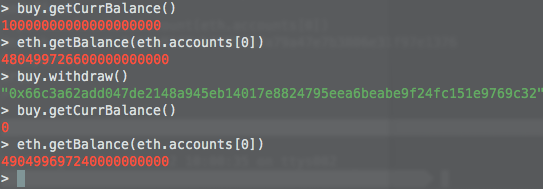 > buy.getCurrBalance()
10000000000000000000
> eth.getBalance(eth.accounts[0])
480499726600000000000
> buy.withdraw()
"0x66c3a62add047de2148a945eb14017e8824795eea6beabe9f24fc151e9769c32"
> buy.getCurrBalance()
0
> eth.getBalance(eth.accounts[0])
490499697240000000000
>